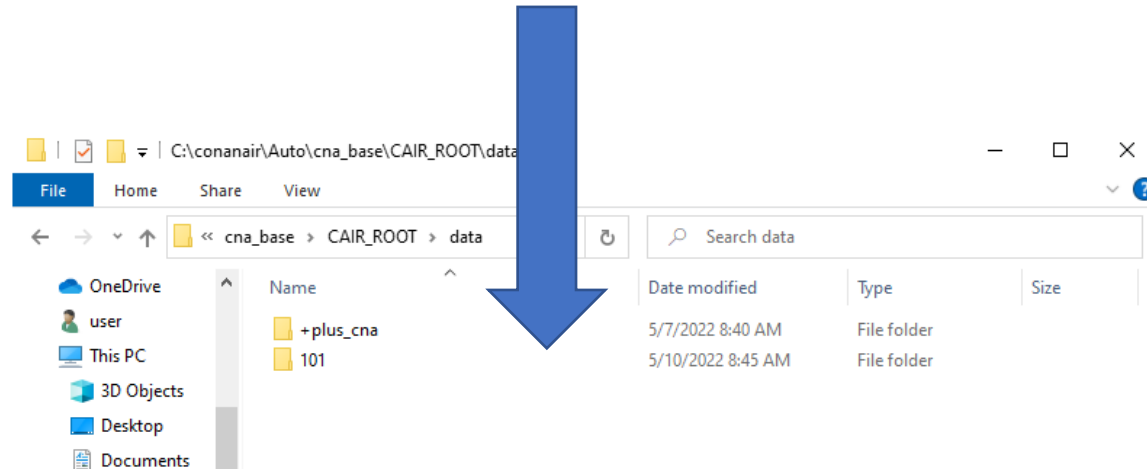 C:\conanair\Auto\cna_base\CAIR_ROOT\data
File Home Share View
« cna_base › CAIR_ROOT › data Search data
Name Date modified Type Size
OneDrive
user
This PC
3D Objects
Desktop
Documents
+plus_cna 5/7/2022 8:40 AM File folder
101 5/10/2022 8:45 AM File folder